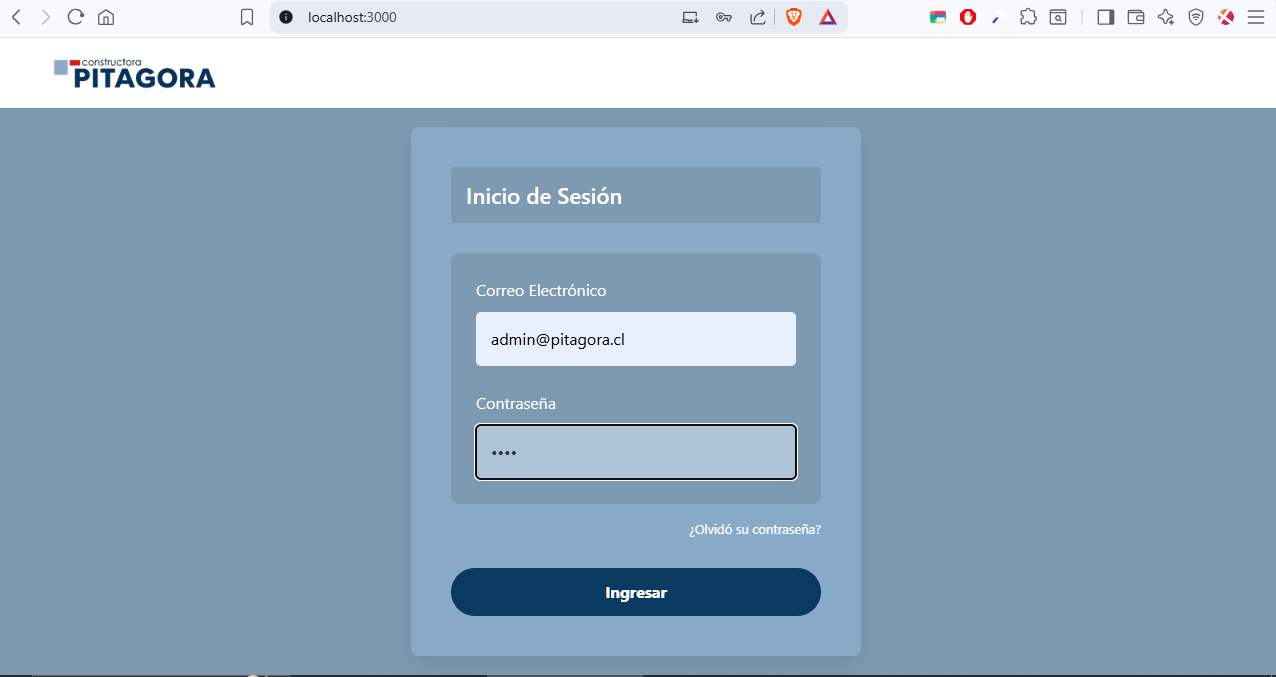 localhost:3000
constructora
PITAGORA
Inicio de Sesión
Correo Electrónico
admin@pitagora.cl
Contraseña
••••
¿Olvidó su contraseña?
Ingresar